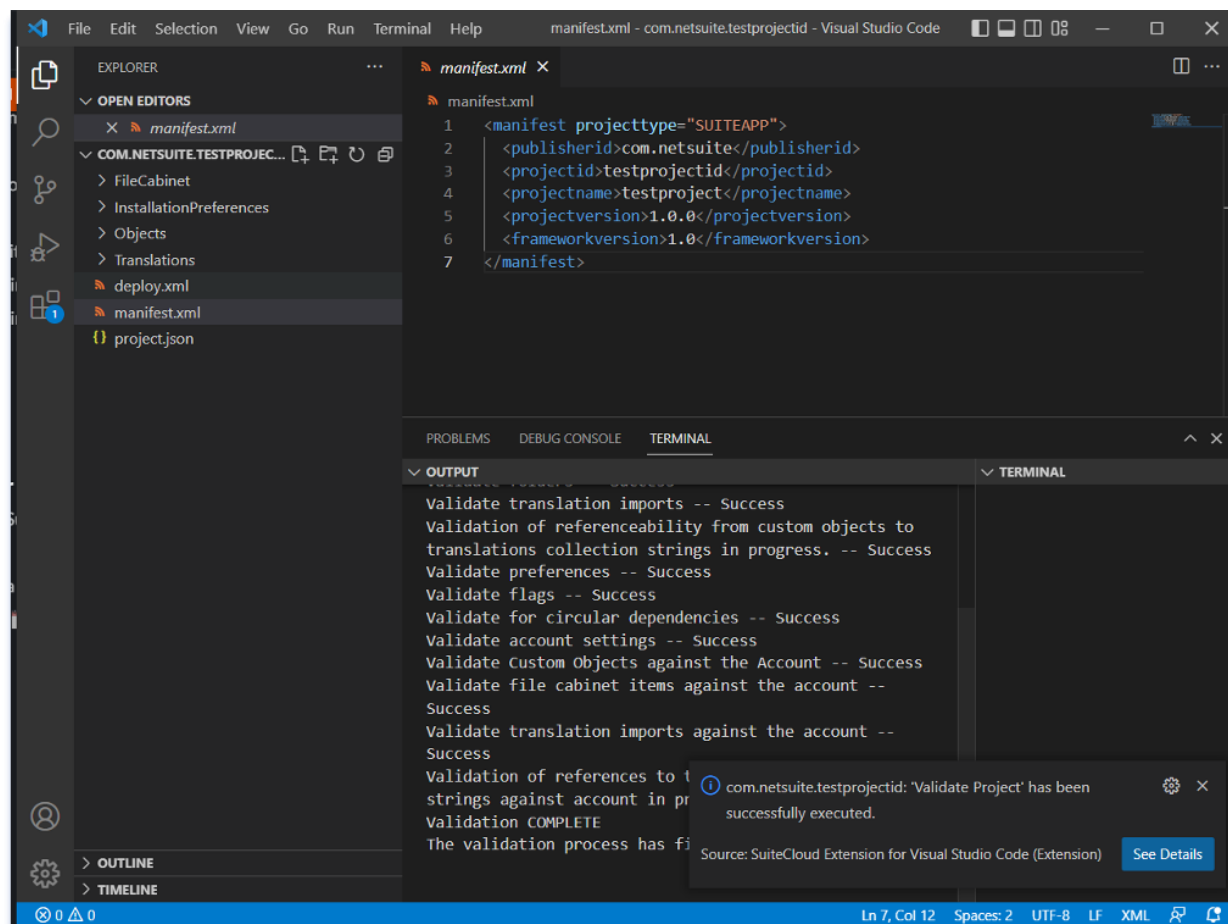 File Edit Selection View Go Run Terminal Help manifest.xml - com.netsuite.testprojectid - Visual Studio Code
EXPLORER
OPEN EDITORS
manifest.xml
COM.NETSUITE.TESTPROJEC...
FileCabinet
InstallationPreferences
Objects
Translations
deploy.xml
manifest.xml
{} project.json
OUTLINE
TIMELINE
1
manifest.xml
manifest.xml
1 <manifest projecttype="SUITEAPP">
2 <publisherid>com.netsuite</publisherid>
3 <projectid>testprojectid</projectid>
4 <projectname>testproject</projectname>
5 <projectversion>1.0.0</projectversion>
6 <frameworkversion>1.0</frameworkversion>
7 </manifest>
PROBLEMS DEBUG CONSOLE TERMINAL
OUTPUT
TERMINAL
Validate folders -- Success
Validate translation imports -- Success
Validation of referenceability from custom objects to
translations collection strings in progress. -- Success
Validate preferences -- Success
Validate flags -- Success
Validate for circular dependencies -- Success
Validate account settings -- Success
Validate Custom Objects against the Account -- Success
Validate file cabinet items against the account --
Success
Validate translation imports against the account --
Success
Validation of references to
strings against account in
Validation COMPLETE
The validation process has
com.netsuite.testprojectid: 'Validate Project' has been
successfully executed.
Source: SuiteCloud Extension for Visual Studio Code (Extension)
See Details
0 0 Ln 7, Col 12 Spaces: 2 UTF-8 LF XML